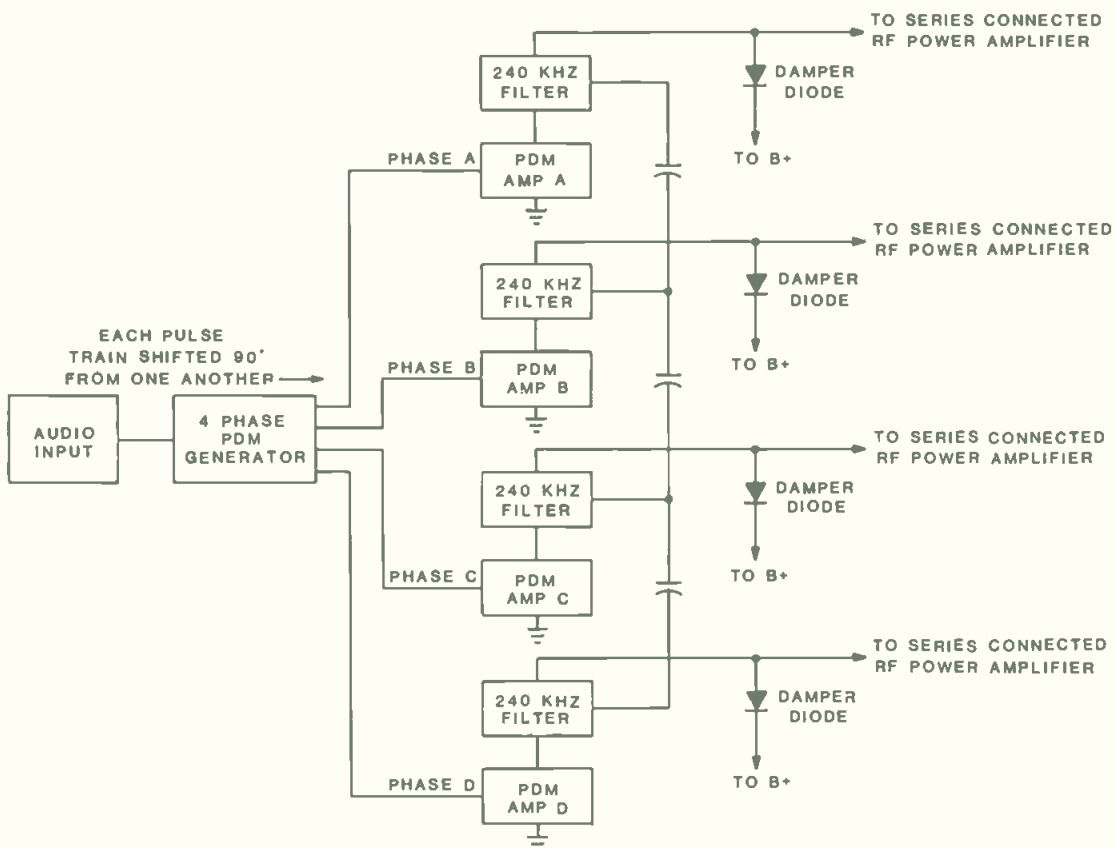 TO SERIES CONNECTED
RF POWER AMPLIFIER
240 KHZ
FILTER
DAMPER
DIODE
TO B+
PHASE A
PDM
AMP A
TO SERIES CONNECTED
RF POWER AMPLIFIER
240 KHZ
FILTER
DAMPER
DIODE
TO B+
EACH PULSE
TRAIN SHIFTED 90°
FROM ONE ANOTHER
PHASE B
PDM
AMP B
AUDIO
INPUT
4 PHASE
PDM
GENERATOR
TO SERIES CONNECTED
RF POWER AMPLIFIER
240 KHZ
FILTER
DAMPER
DIODE
TO B+
PHASE C
PDM
AMP C
TO SERIES CONNECTED
RF POWER AMPLIFIER
240 KHZ
FILTER
DAMPER
DIODE
TO B+
PHASE D
PDM
AMP D